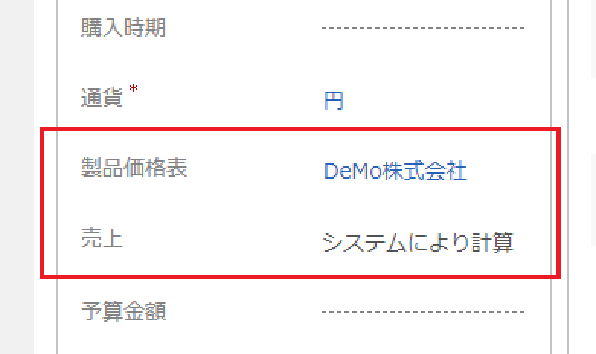 購入時期 --------------------
通貨* 円
製品価格表 DeMo株式会社
売上 システムにより計算
予算金額 --------------------